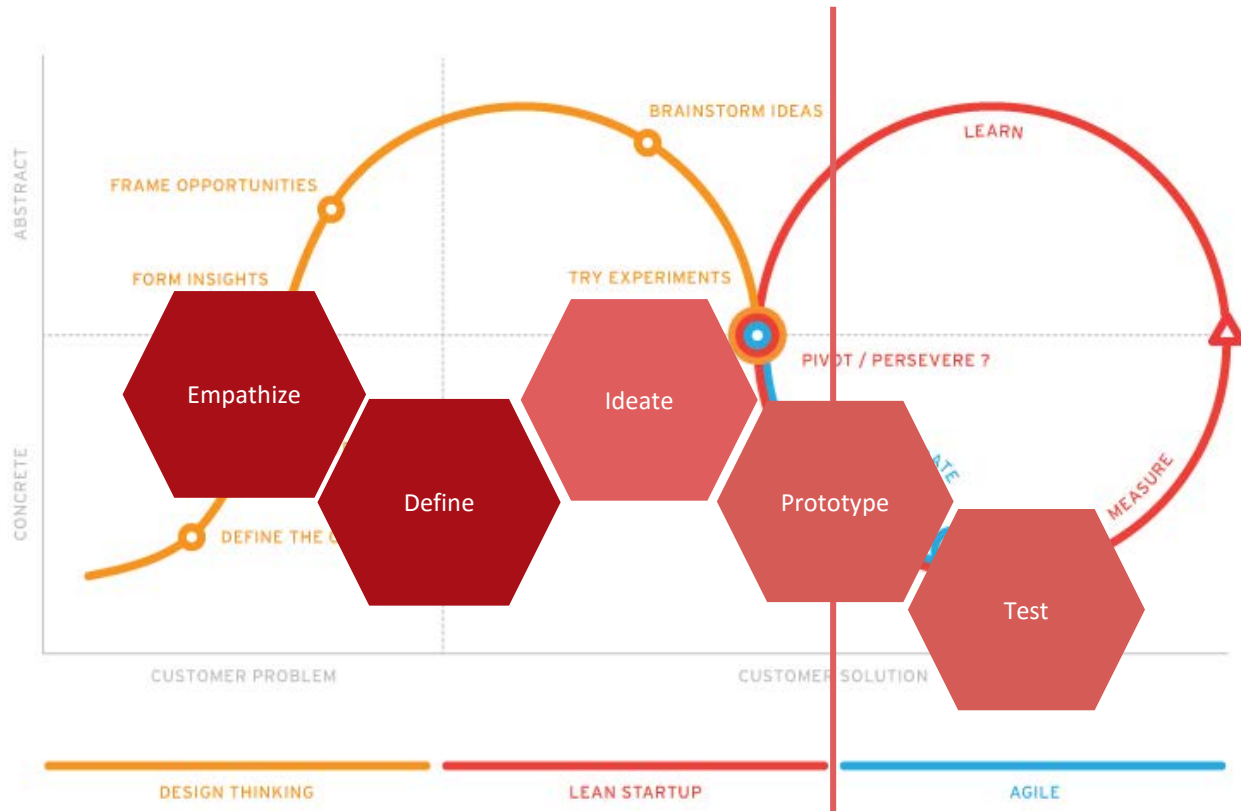 BRAINSTORM IDEAS
LEARN
FRAME OPPORTUNITIES
ABSTRACT
FORM INSIGHTS
TRY EXPERIMENTS
PIVOT / PERSEVERE ?
Empathize
Ideate
Define
Prototype
MEASURE
CONCRETE
DEFINE THE
Test
CUSTOMER PROBLEM
CUSTOMER SOLUTION
DESIGN THINKING
LEAN STARTUP
AGILE